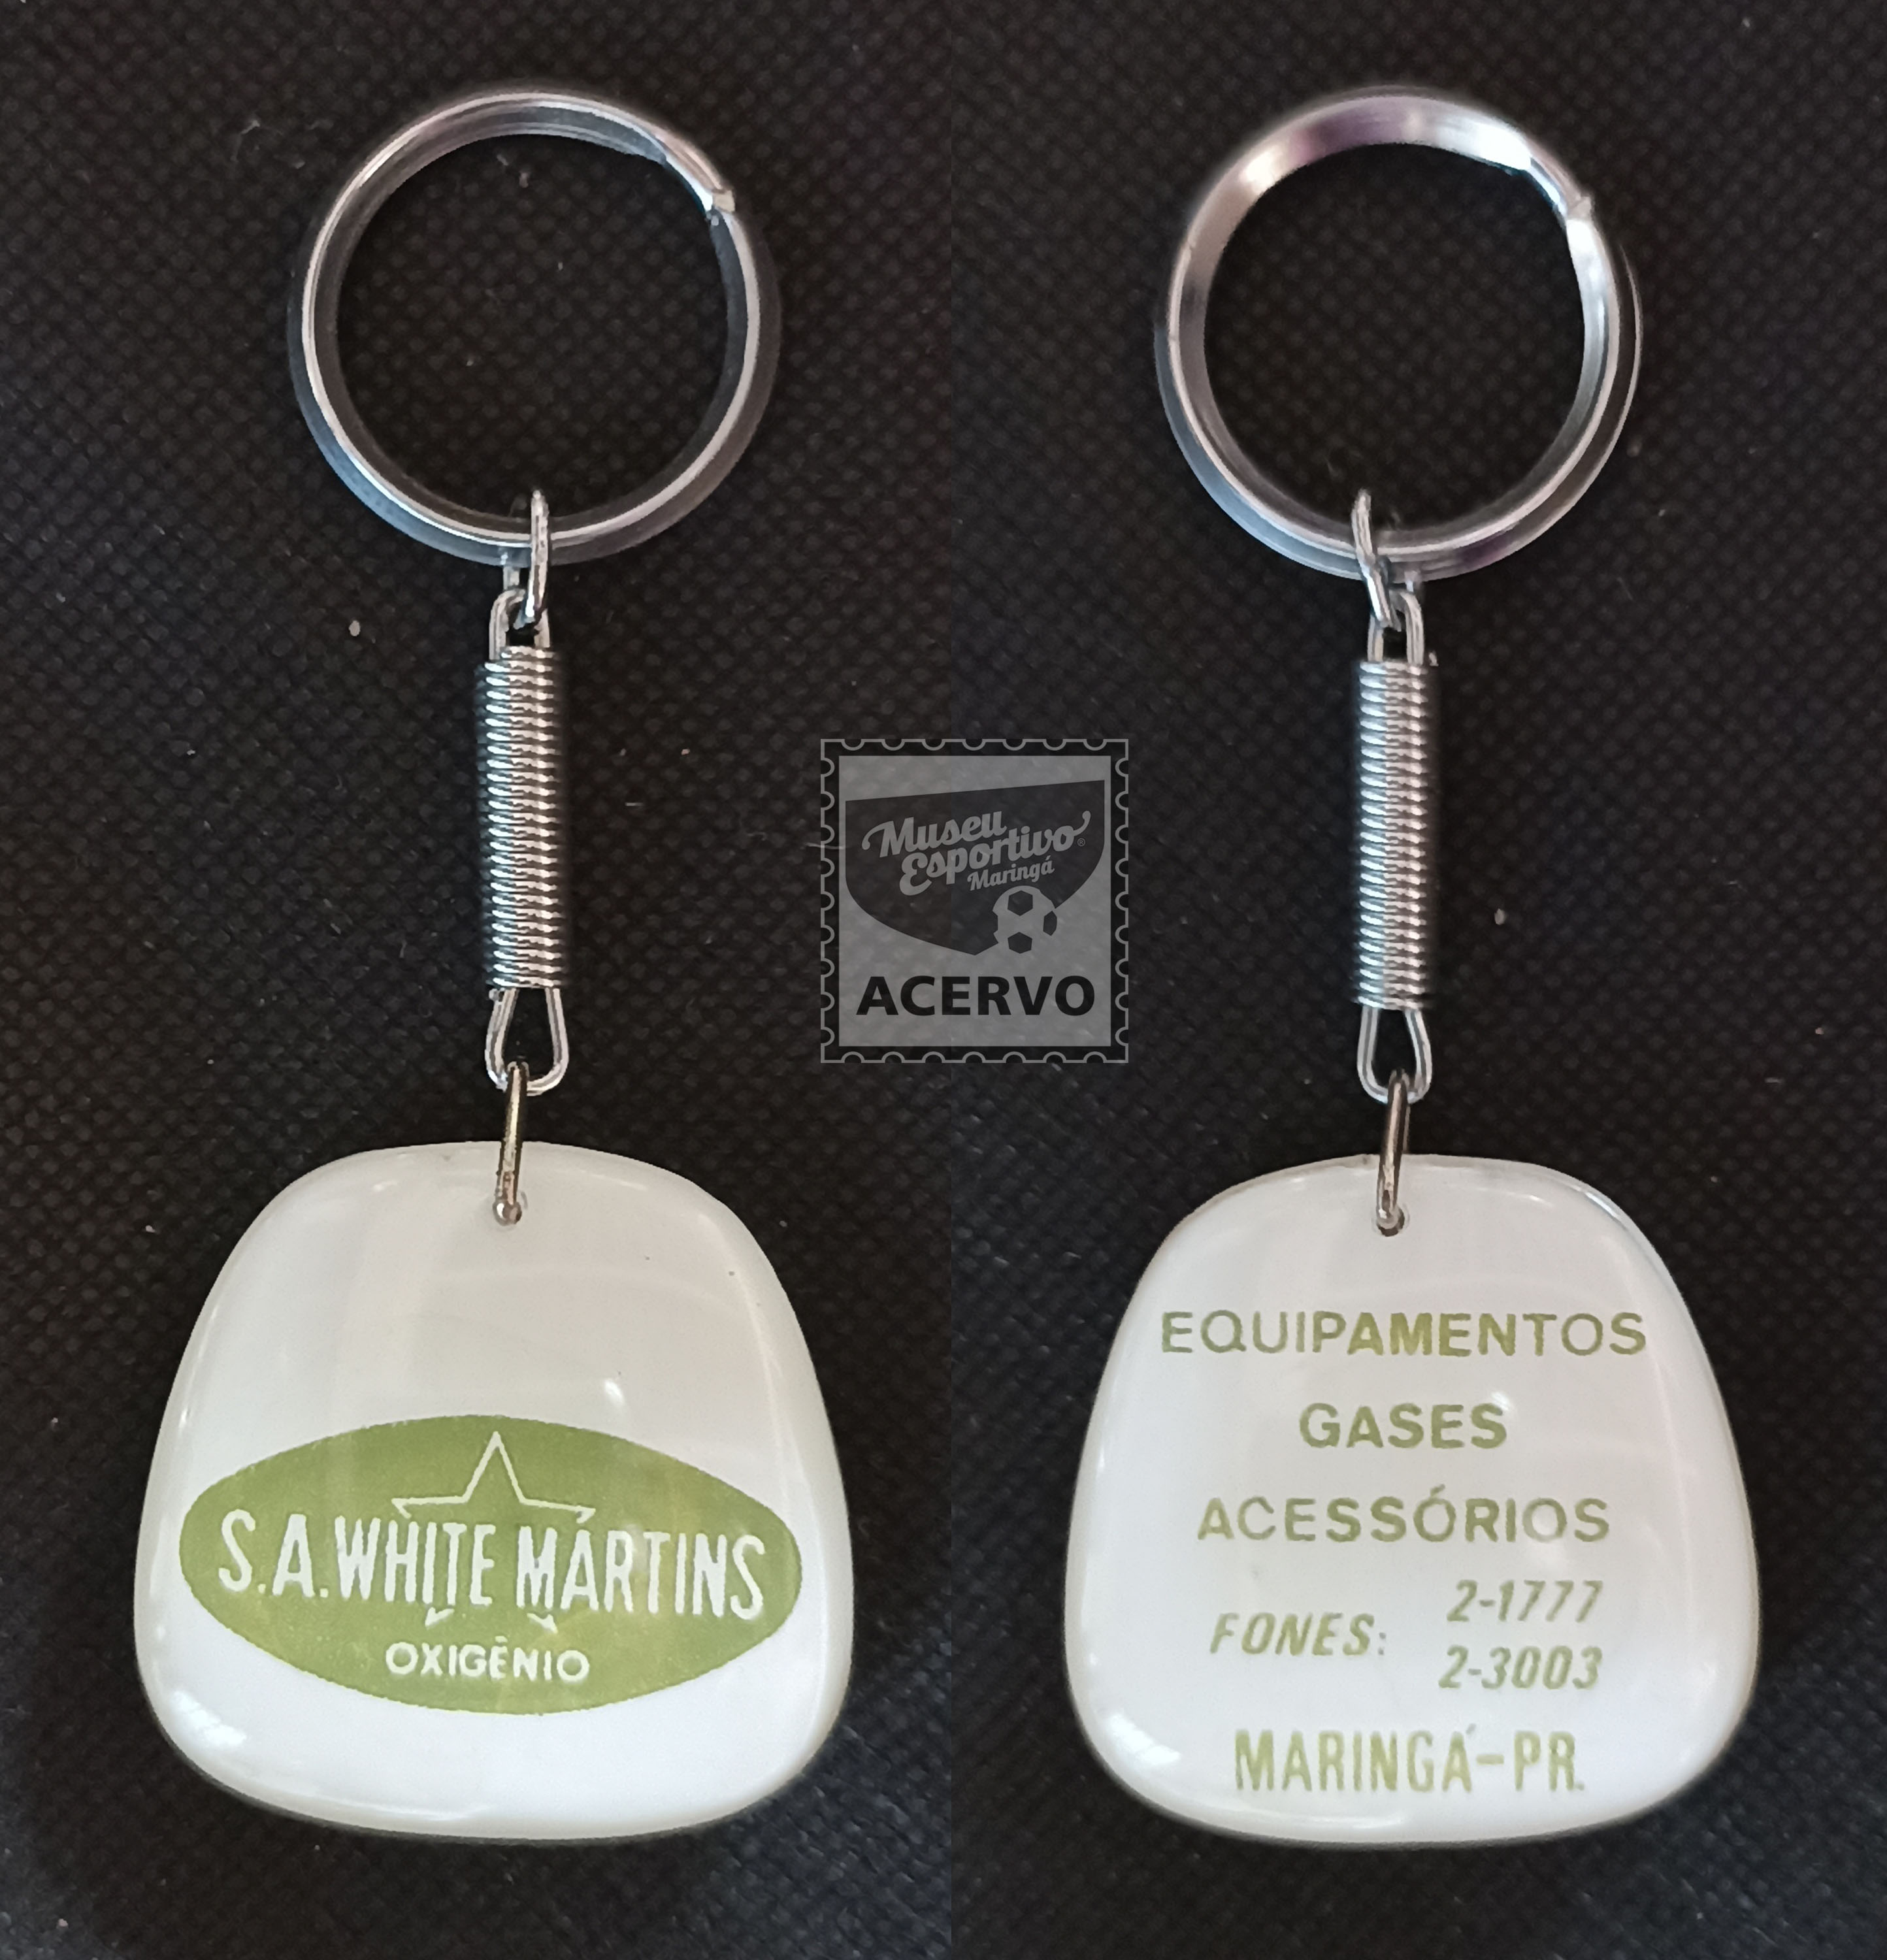 S.A. WHITE MARTINS
OXIGÊNIO
Museu
Esportivo
Maringá
ACERVO
EQUIPAMENTOS
GASES
ACESSÓRIOS
FONES: 2-1777
2-3003
MARINGÁ-PR.